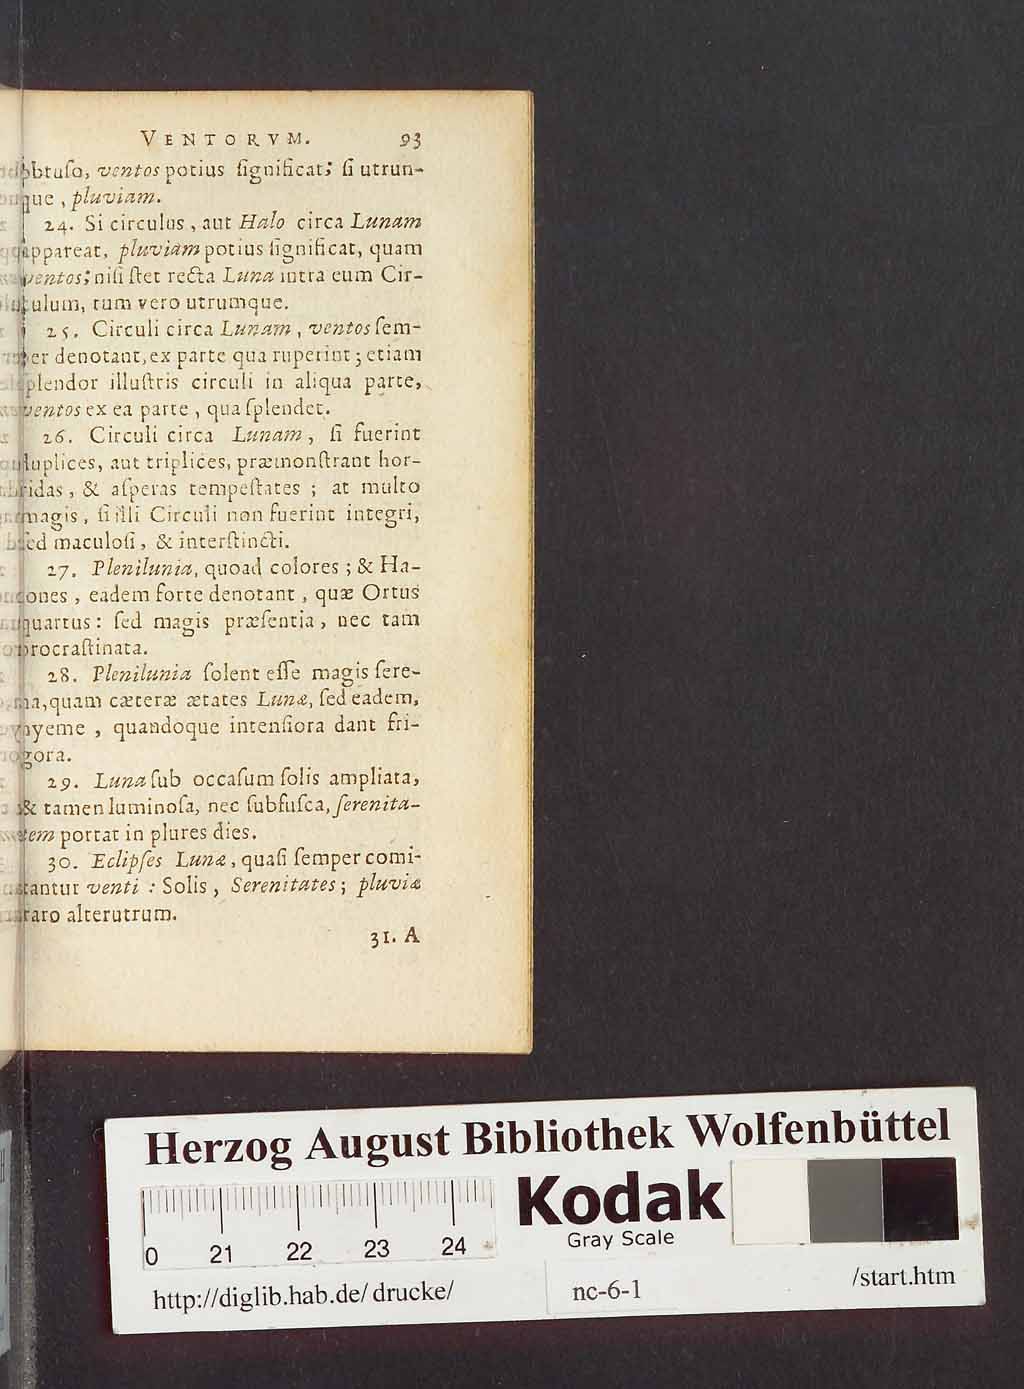 VENTORVM. 93
obtuſo, ventos potius ſignificat; ſi utrun-
que, pluviam.
24. Si circulus, aut Halo circa Lunam
appareat, pluviam potius ſignificat, quam
ventos; niſi ſtet recta Luna intra eum Cir-
culum, tum vero utrumque.
25. Circuli circa Lunam, ventos ſem-
per denotant, ex parte qua ruperint; etiam
ſplendor illuſtris circuli in aliqua parte,
ventos ex ea parte, qua ſplendet.
26. Circuli circa Lunam, ſi fuerint
duplices, aut triplices, præmonſtrant hor-
ridas, & aſperas tempeſtates; at multo
magis, ſi illi Circuli non fuerint integri,
ſed maculoſi, & interſtincti.
27. Plenilunia, quoad colores; & Ha-
lones, eadem forte denotant, quæ Ortus
quartus: ſed magis præſentia, nec tam
procraſtinata.
28. Plenilunia ſolent eſſe magis ſere-
na, quam cæteræ ætates Lunæ, ſed eadem,
hyeme, quandoque intenſiora dant fri-
gora.
29. Luna ſub occaſum ſolis ampliata,
& tamen luminoſa, nec ſubfuſca, ſerenita-
tem portat in plures dies.
30. Eclipſes Lunæ, quaſi ſemper comi-
tantur venti: Solis, Serenitates; pluviæ
raro alterutrum.
31. A
Herzog August Bibliothek Wolfenbüttel
Kodak
Gray Scale
0 21 22 23 24
http://diglib.hab.de/drucke/ nc-6-1 /start.htm